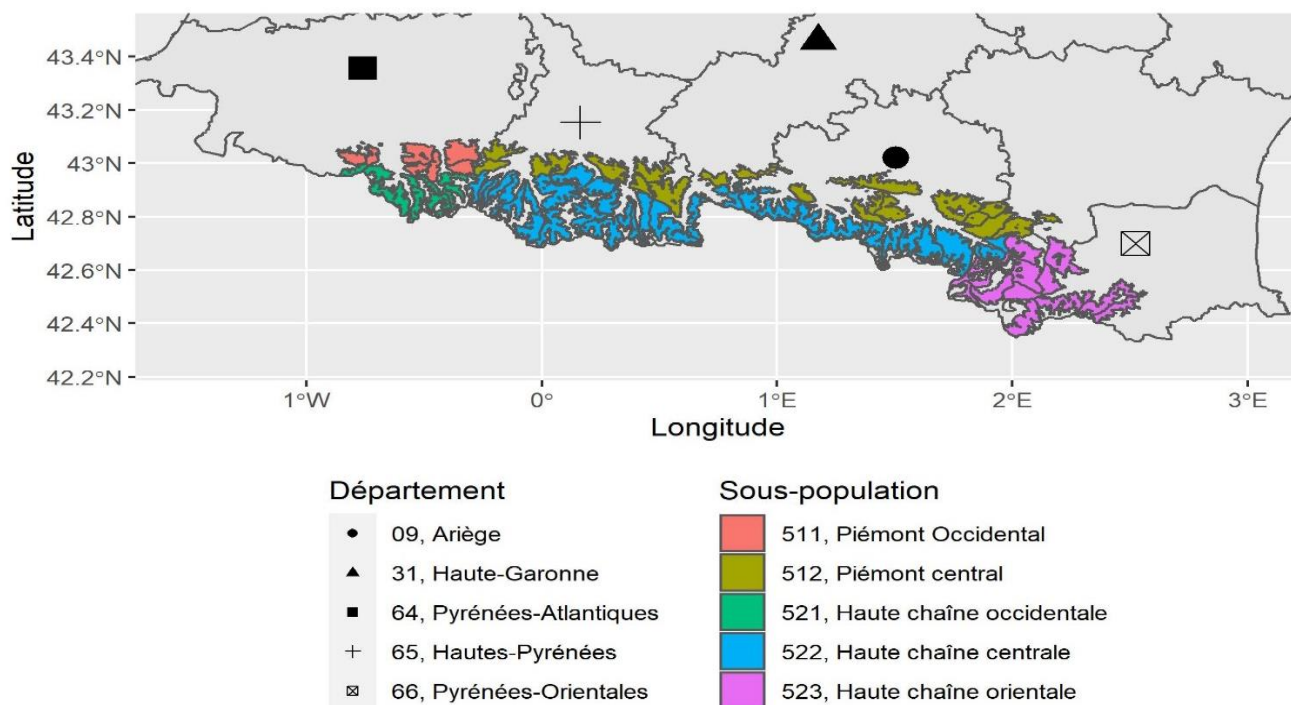 43.4°N
43.2°N
43°N
42.8°N
42.6°N
42.4°N
42.2°N
Latitude
1°W
0°
1°E
2°E
3°E
Longitude
Département
09, Ariège
31, Haute-Garonne
64, Pyrénées-Atlantiques
65, Hautes-Pyrénées
66, Pyrénées-Orientales
Sous-population
511, Piémont Occidental
512, Piémont central
521, Haute chaîne occidentale
522, Haute chaîne centrale
523, Haute chaîne orientale